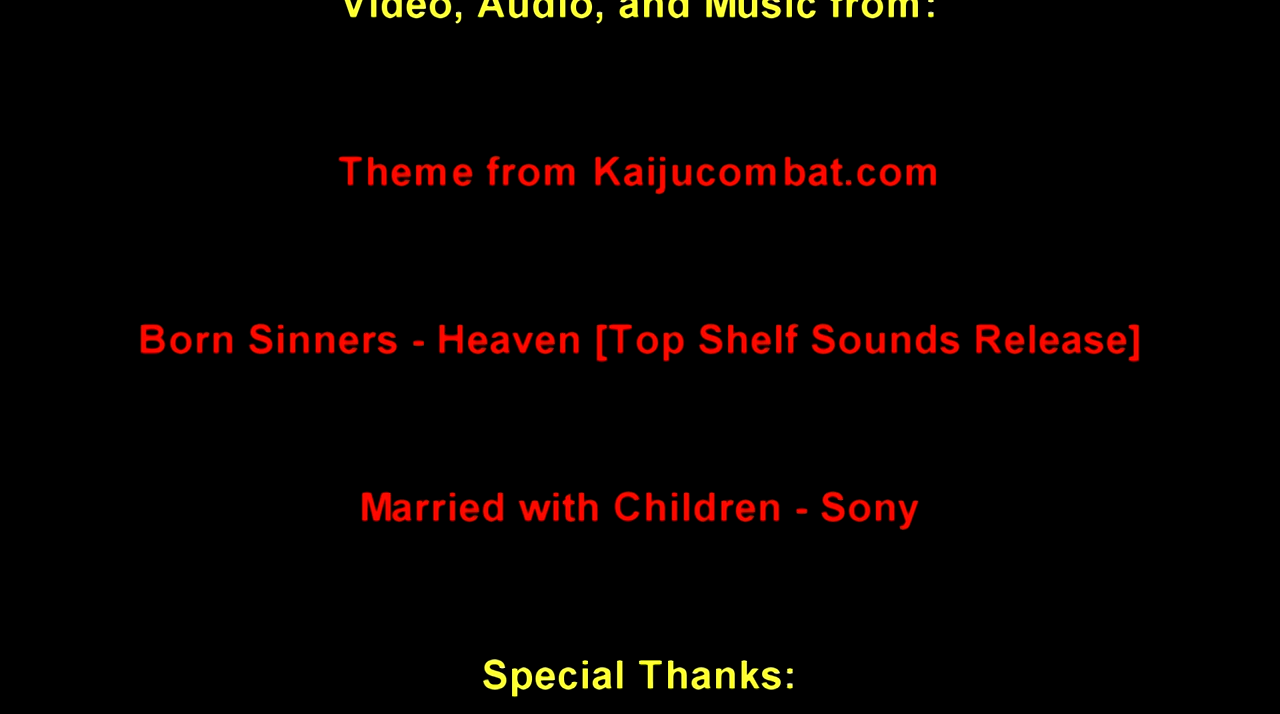 Video, Audio, and Music from:
Theme from Kaijucombat.com
Born Sinners - Heaven [Top Shelf Sounds Release]
Married with Children - Sony
Special Thanks: